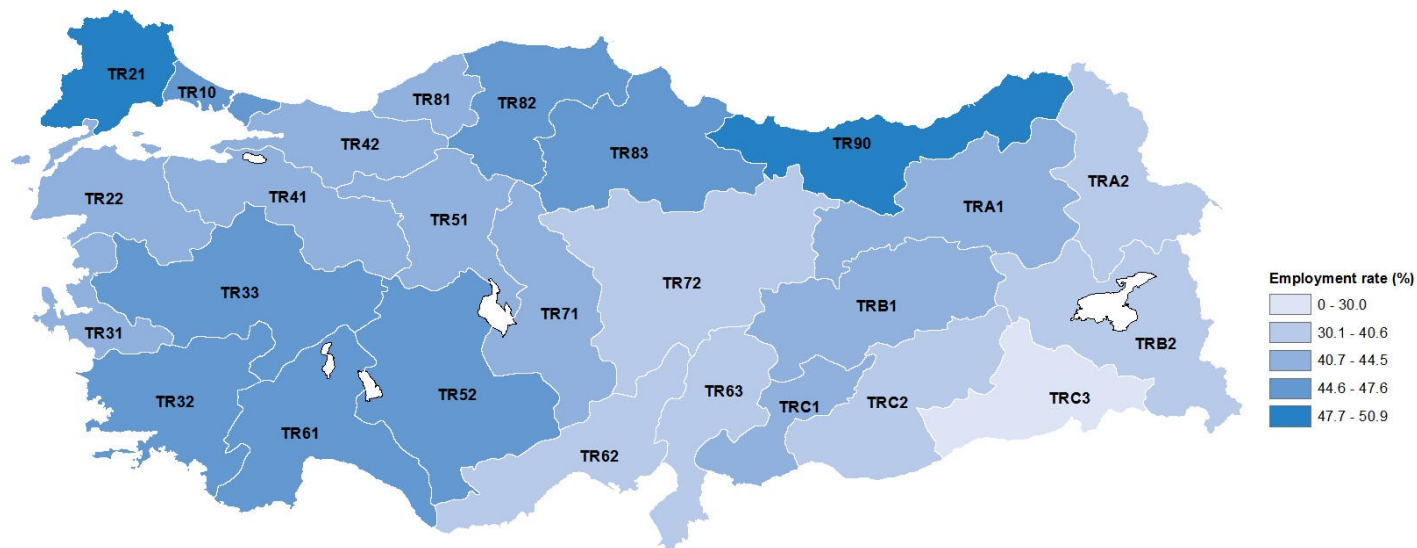 TR21
TR10
TR81
TR82
TR42
TR83
TR90
TRA2
TR22
TR41
TR51
TRA1
TR33
TR72
TR71
TRB1
TR31
TRB2
TR32
TR52
TR63
TRC1
TRC2
TRC3
TR61
TR62
Employment rate (%)
0 - 30.0
30.1 - 40.6
40.7 - 44.5
44.6 - 47.6
47.7 - 50.9